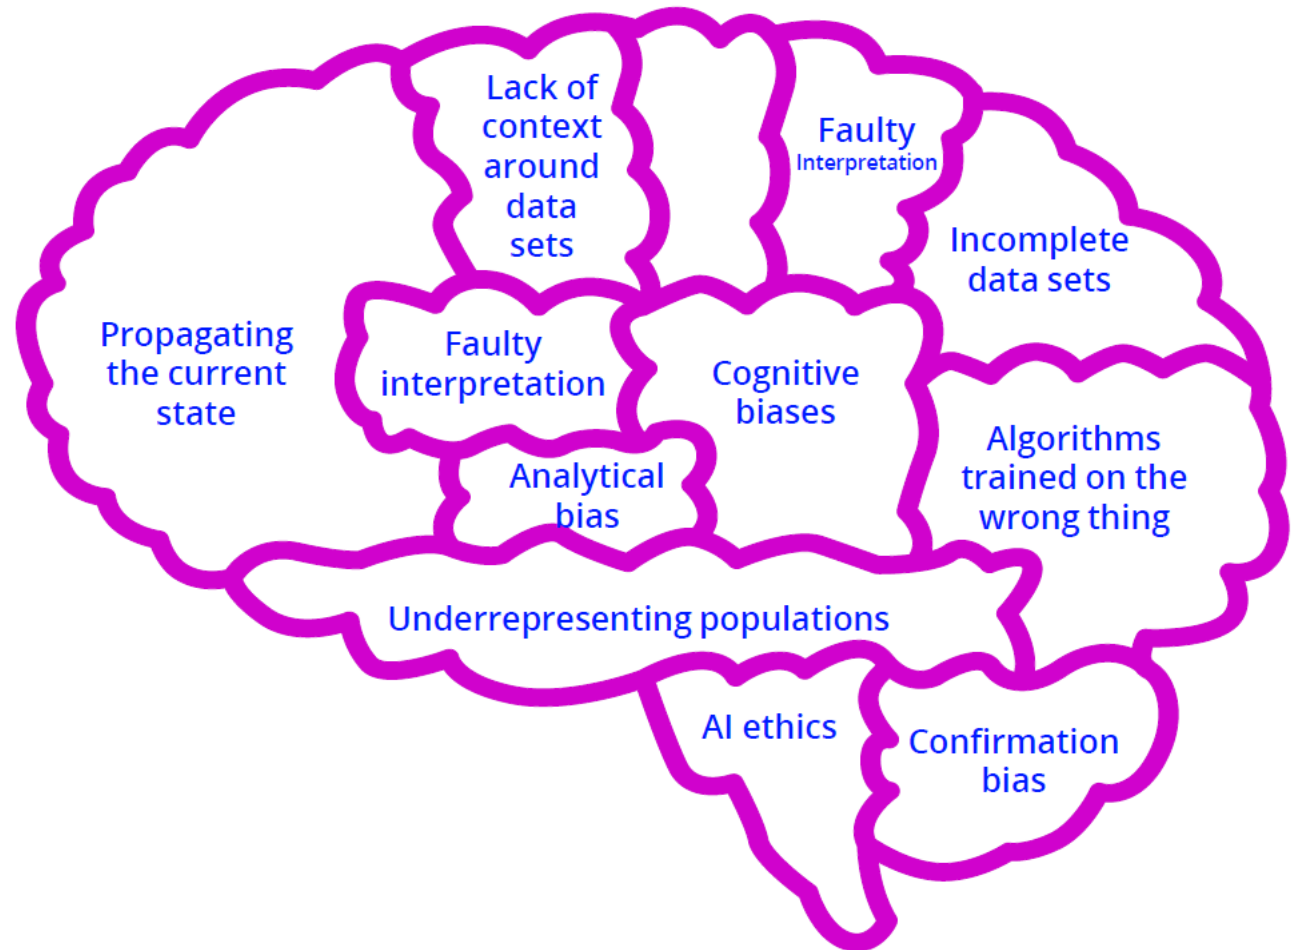 Lack of
context
around
data
sets
Faulty
Interpretation
Incomplete
data sets
Propagating
the current
state
Faulty
interpretation
Cognitive
biases
Algorithms
trained on the
wrong thing
Analytical
bias
Underrepresenting populations
AI ethics
Confirmation
bias